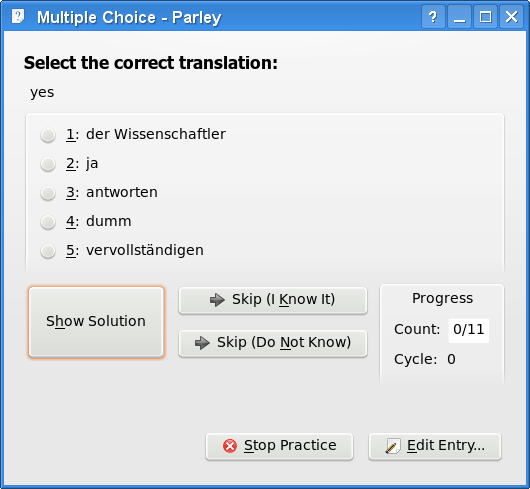 Multiple Choice - Parley
Select the correct translation:
yes
1: der Wissenschaftler
2: ja
3: antworten
4: dumm
5: vervollständigen
Show Solution
Skip (I Know It)
Skip (Do Not Know)
Progress
Count: 0/11
Cycle: 0
Stop Practice
Edit Entry...